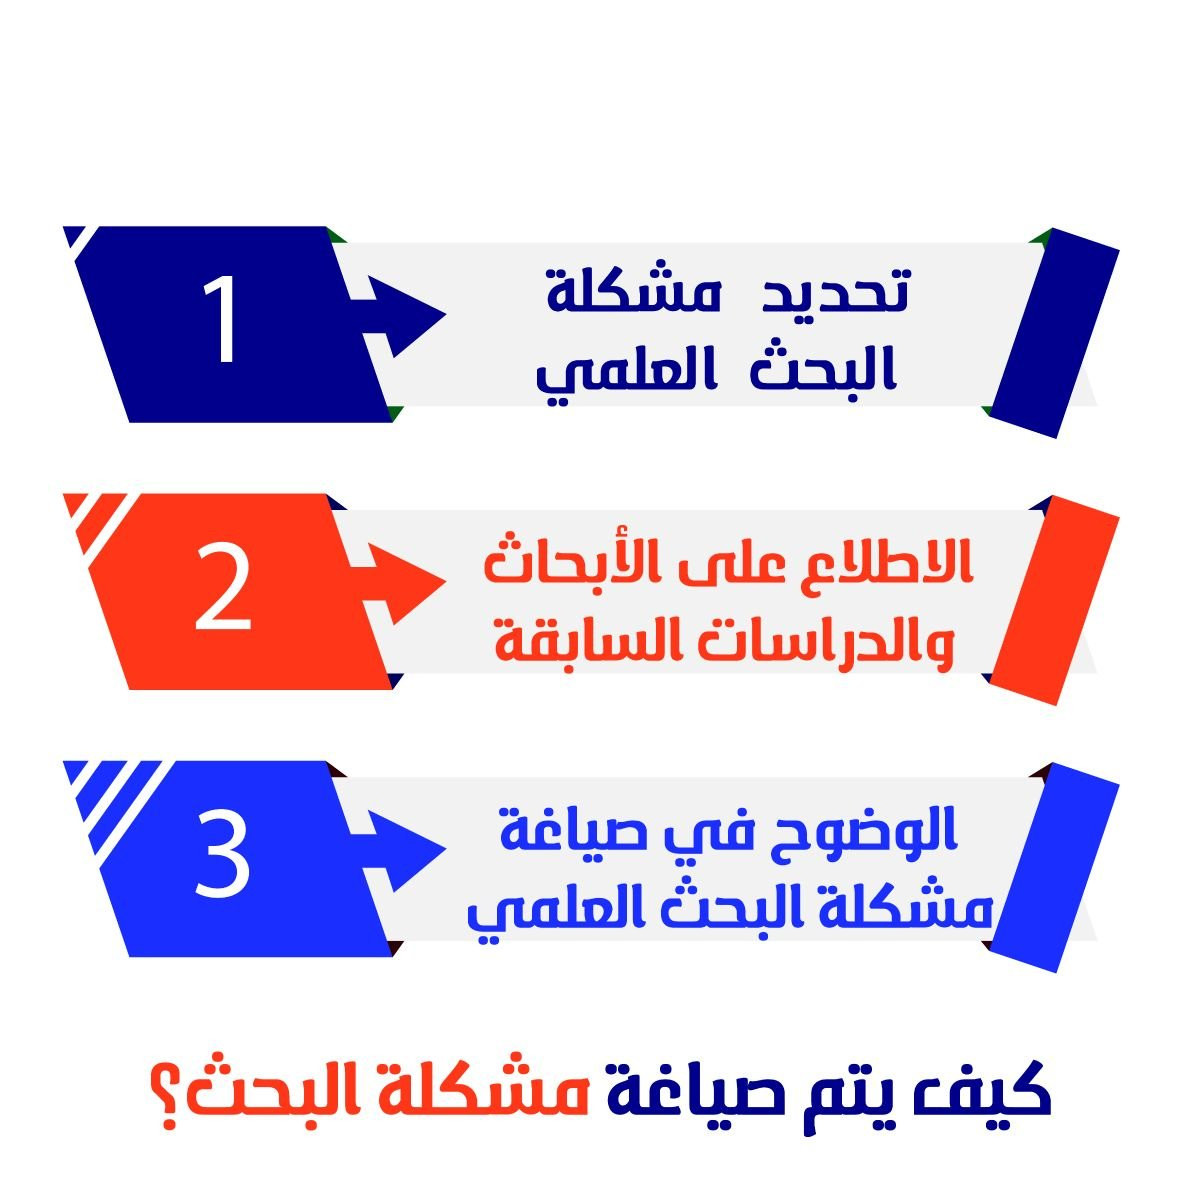 1
تحديد مشكلة
البحث العلمي
2
الاطلاع على الأبحاث
والدراسات السابقة
3
الوضوح في صياغة
مشكلة البحث العلمي
كيف يتم صياغة مشكلة البحث؟